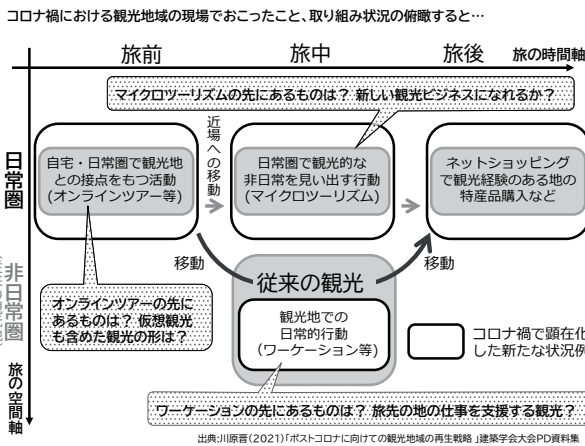 コロナ禍における観光地域の現場でおこったこと、取り組み状況の俯瞰すると…
旅前
旅中
旅後
旅の時間軸
マイクロツーリズムの先にあるものは? 新しい観光ビジネスになれるか?
日常圏
自宅・日常圏で観光地
との接点をもつ活動
(オンラインツアー等)
近場への移動
日常圏で観光的な
非日常を見い出す行動
(マイクロツーリズム)
ネットショッピング
で観光経験のある地の
特産品購入など
移動
移動
非日常圏
従来の観光
オンラインツアーの先に
あるものは? 仮想観光
も含めた観光の形は?
観光地での
日常的行動
(ワーケーション等)
コロナ禍で顕在化
した新たな状況例
旅の空間軸
ワーケーションの先にあるものは? 旅先の地の仕事を支援する観光?
出典:川原晋(2021)「ポストコロナに向けての観光地域の再生戦略 」建築学会大会PD資料集